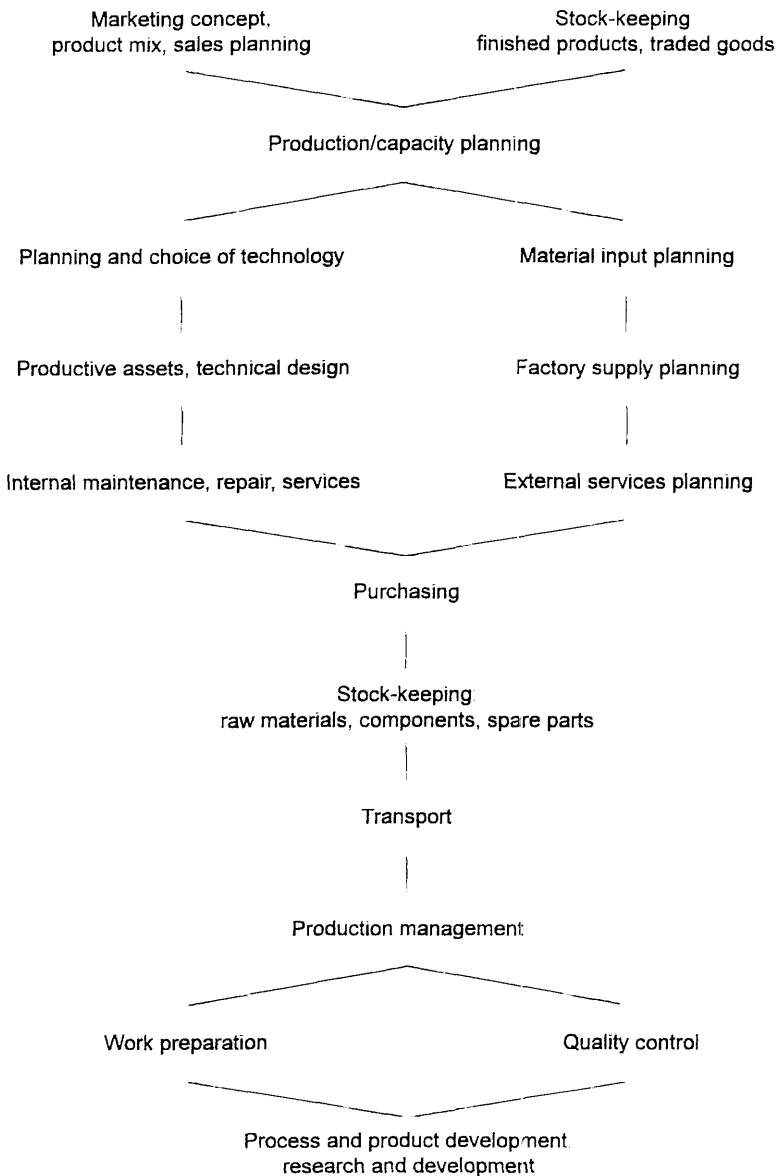 Marketing concept,
product mix, sales planning
Stock-keeping
finished products, traded goods
Production/capacity planning
Planning and choice of technology
Material input planning
Productive assets, technical design
Factory supply planning
Internal maintenance, repair, services
External services planning
Purchasing
Stock-keeping
raw materials, components, spare parts
Transport
Production management
Work preparation
Quality control
Process and product development
research and development